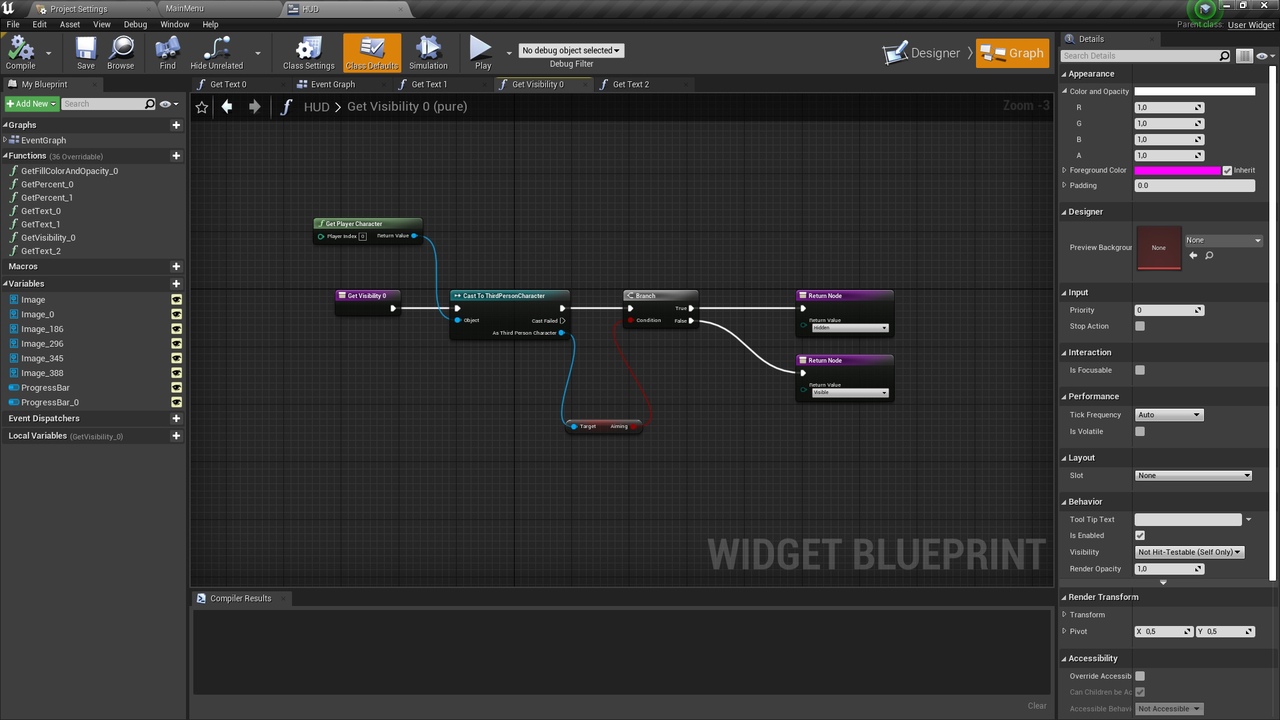 Project Settings
MainMenu
HUD
File Edit Asset View Debug Window Help
Parent class: User Widget
Compile
Save
Browse
Find
Hide Unrelated
Class Settings
Class Defaults
Simulation
Play
No debug object selected
Debug Filter
Designer
Graph
My Blueprint
Add New
Search
Graphs
EventGraph
Functions (36 Overridable)
GetFillColorAndOpacity_0
GetPercent_0
GetPercent_1
GetText_0
GetText_1
GetVisibility_0
GetText_2
Macros
Variables
Image
Image_0
Image_186
Image_296
Image_345
Image_388
ProgressBar
ProgressBar_0
Event Dispatchers
Local Variables (GetVisibility_0)
Get Text 0
Event Graph
Get Text 1
Get Visibility 0
Get Text 2
HUD > Get Visibility 0 (pure)
Zoom -3
Get Player Character
Player Index 0 Return Value
Get Visibility 0
Cast To ThirdPersonCharacter
Object
Cast Failed
As Third Person Character
Branch
True
Condition False
Return Node
Return Value
Hidden
Return Node
Return Value
Visible
Target Aiming
WIDGET BLUEPRINT
Compiler Results
Clear
Details
Search Details
Appearance
Color and Opacity
R 1,0
G 1,0
B 1,0
A 1,0
Foreground Color Inherit
Padding 0.0
Designer
Preview Backgrour None None
Input
Priority 0
Stop Action
Interaction
Is Focusable
Performance
Tick Frequency Auto
Is Volatile
Layout
Slot None
Behavior
Tool Tip Text
Is Enabled
Visibility Not Hit-Testable (Self Only)
Render Opacity 1,0
Render Transform
Transform
Pivot X 0,5 Y 0,5
Accessibility
Override Accessib
Can Children be Ac
Accessible Behavi Not Accessible